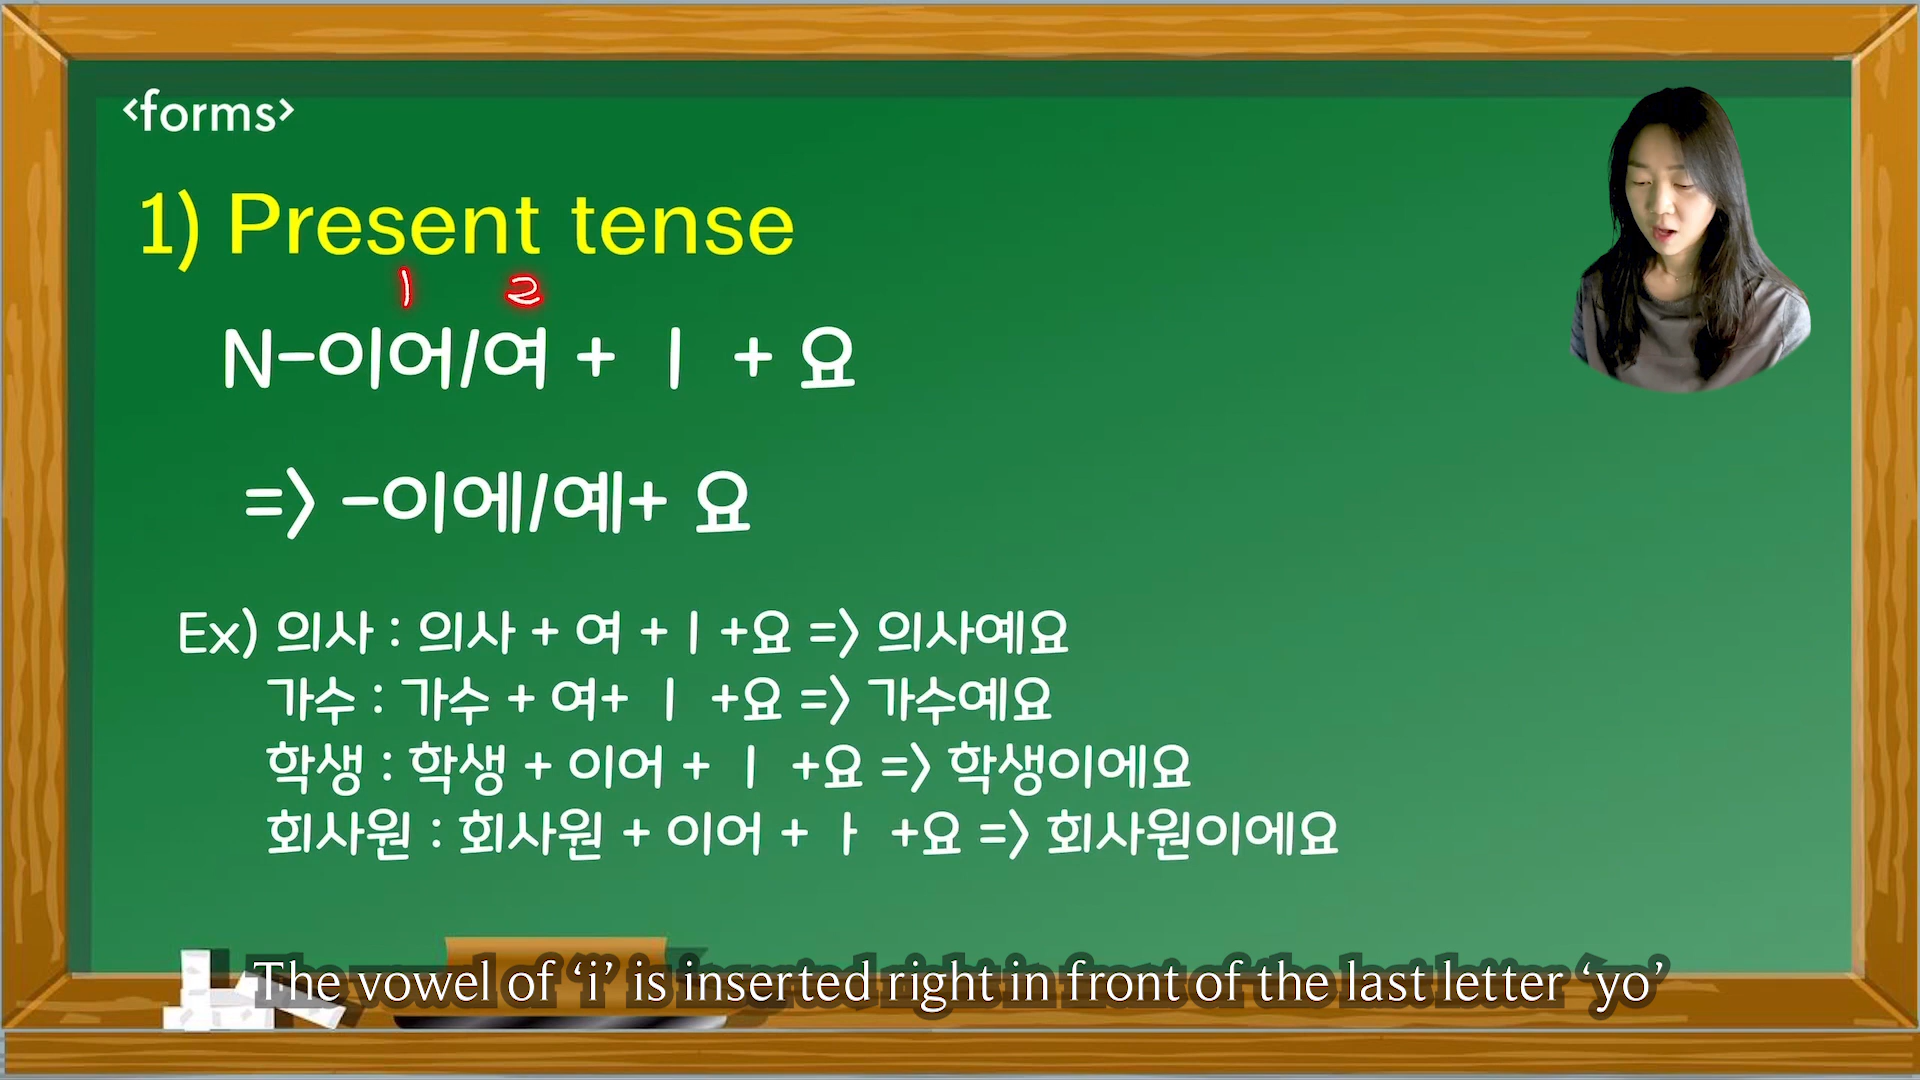 <forms>
1) Present tense
1 2
N-이어/여 + ㅣ + 요
=> -이에/예+ 요
Ex) 의사 : 의사 + 여 +ㅣ+요 => 의사예요
가수 : 가수 + 여+ ㅣ +요 => 가수예요
학생 : 학생 + 이어 + ㅣ +요 => 학생이에요
회사원 : 회사원 + 이어 + ㅏ +요 => 회사원이에요
The vowel of ‘i’ is inserted right in front of the last letter ‘yo’